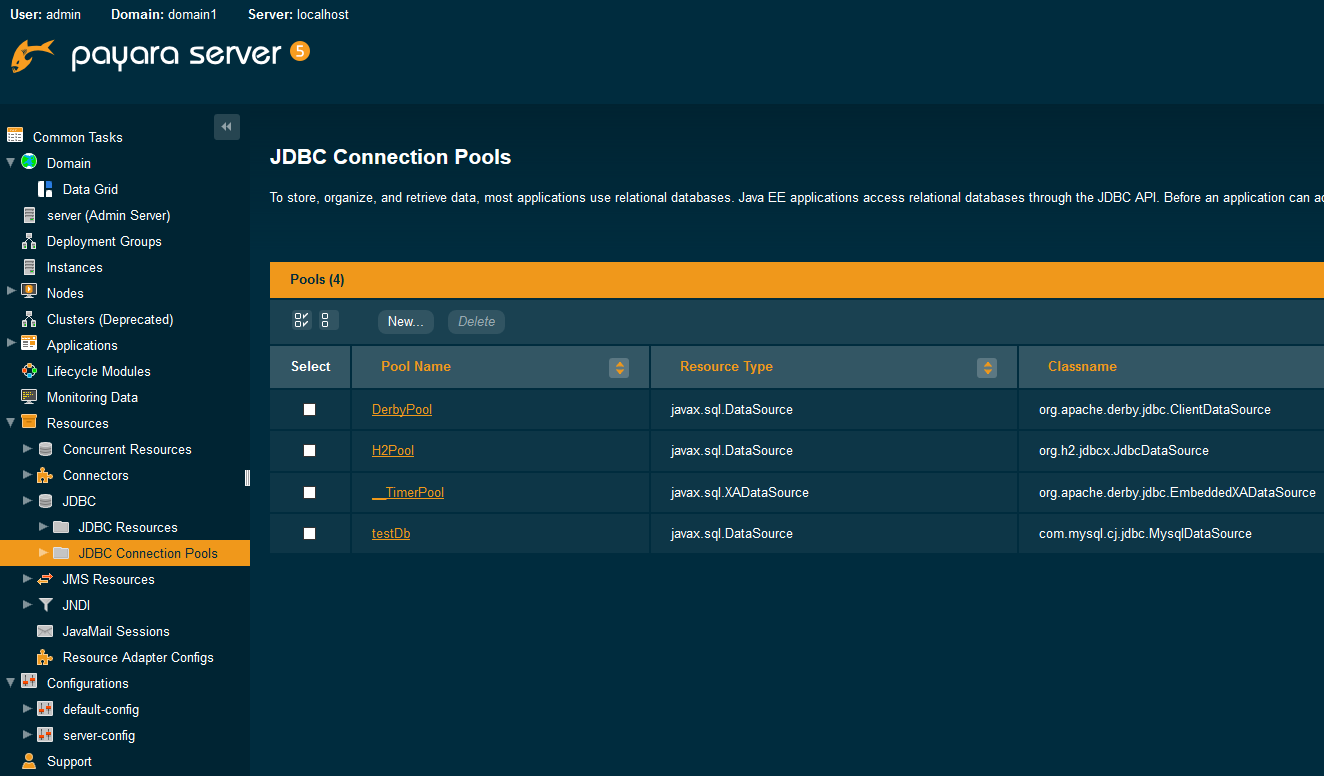 User: admin Domain: domain1 Server: localhost
payara server 5
Common Tasks
Domain
Data Grid
server (Admin Server)
Deployment Groups
Instances
Nodes
Clusters (Deprecated)
Applications
Lifecycle Modules
Monitoring Data
Resources
Concurrent Resources
Connectors
JDBC
JDBC Resources
JDBC Connection Pools
JMS Resources
JNDI
JavaMail Sessions
Resource Adapter Configs
Configurations
default-config
server-config
Support
JDBC Connection Pools
To store, organize, and retrieve data, most applications use relational databases. Java EE applications access relational databases through the JDBC API. Before an application can
Pools (4)
New... Delete
Select Pool Name Resource Type Classname
DerbyPool javax.sql.DataSource org.apache.derby.jdbc.ClientDataSource
H2Pool javax.sql.DataSource org.h2.jdbcx.JdbcDataSource
__TimerPool javax.sql.XADataSource org.apache.derby.jdbc.EmbeddedXADataSource
testDb javax.sql.DataSource com.mysql.cj.jdbc.MysqlDataSource